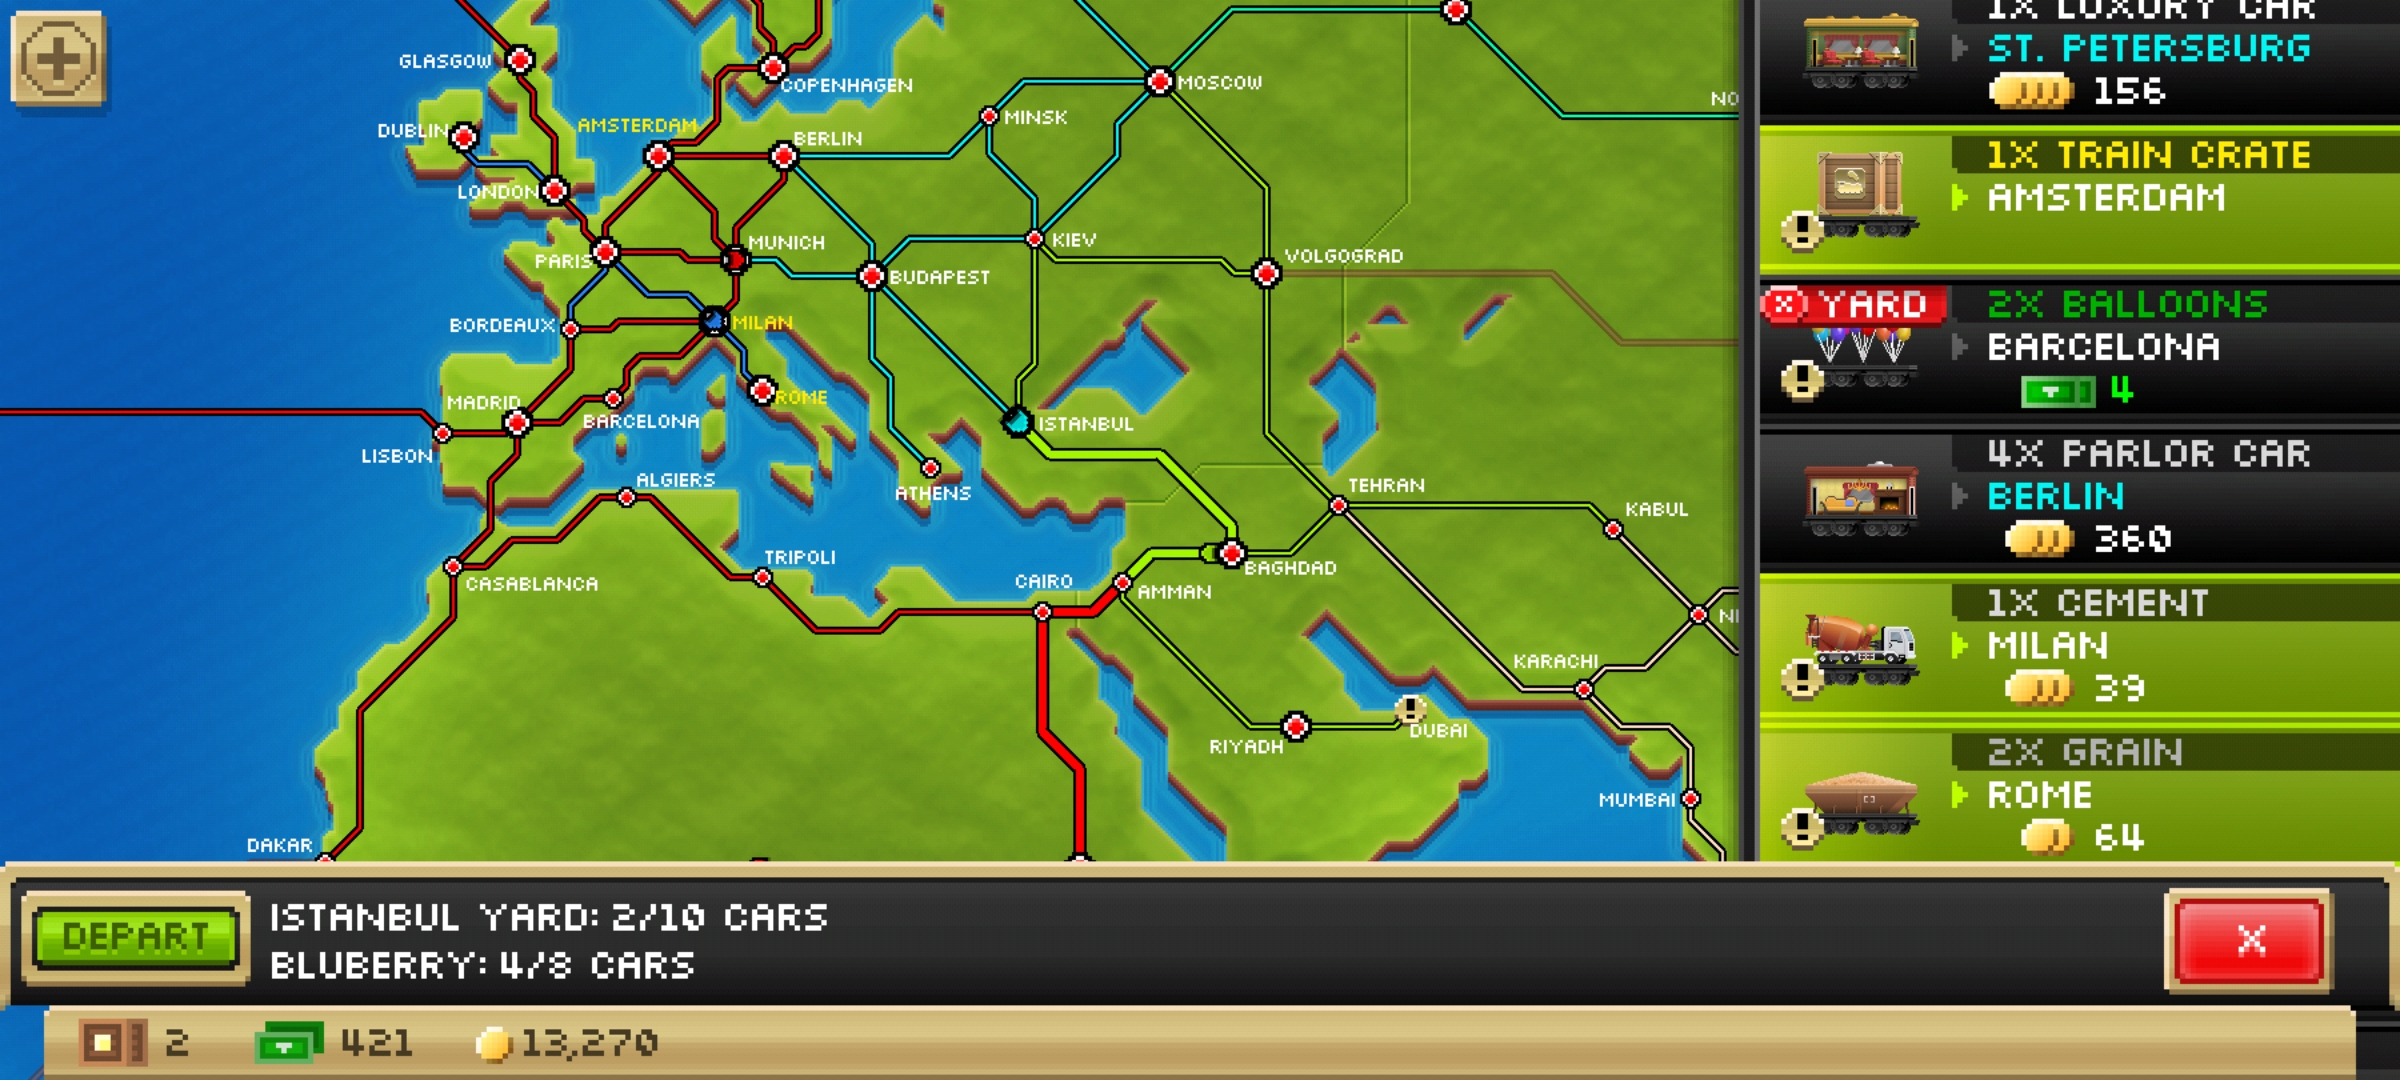 GLASGOW
COPENHAGEN
MOSCOW
DUBLIN
AMSTERDAM
BERLIN
MINSK
LONDON
PARIS
MUNICH
BUDAPEST
KIEV
VOLGOGRAD
BORDEAUX
MILAN
MADRID
BARCELONA
ROME
ISTANBUL
LISBON
ALGIERS
ATHENS
TEHRAN
KABUL
CASABLANCA
TRIPOLI
CAIRO
AMMAN
BAGHDAD
KARACHI
RIYADH
DUBAI
MUMBAI
DAKAR
NO
1X LUXURY CAR
ST. PETERSBURG
156
1X TRAIN CRATE
AMSTERDAM
YARD
2X BALLOONS
BARCELONA
4
4X PARLOR CAR
BERLIN
360
1X CEMENT
MILAN
39
2X GRAIN
ROME
64
DEPART
ISTANBUL YARD: 2/10 CARS
BLUBERRY: 4/8 CARS
X
2
421
13,270